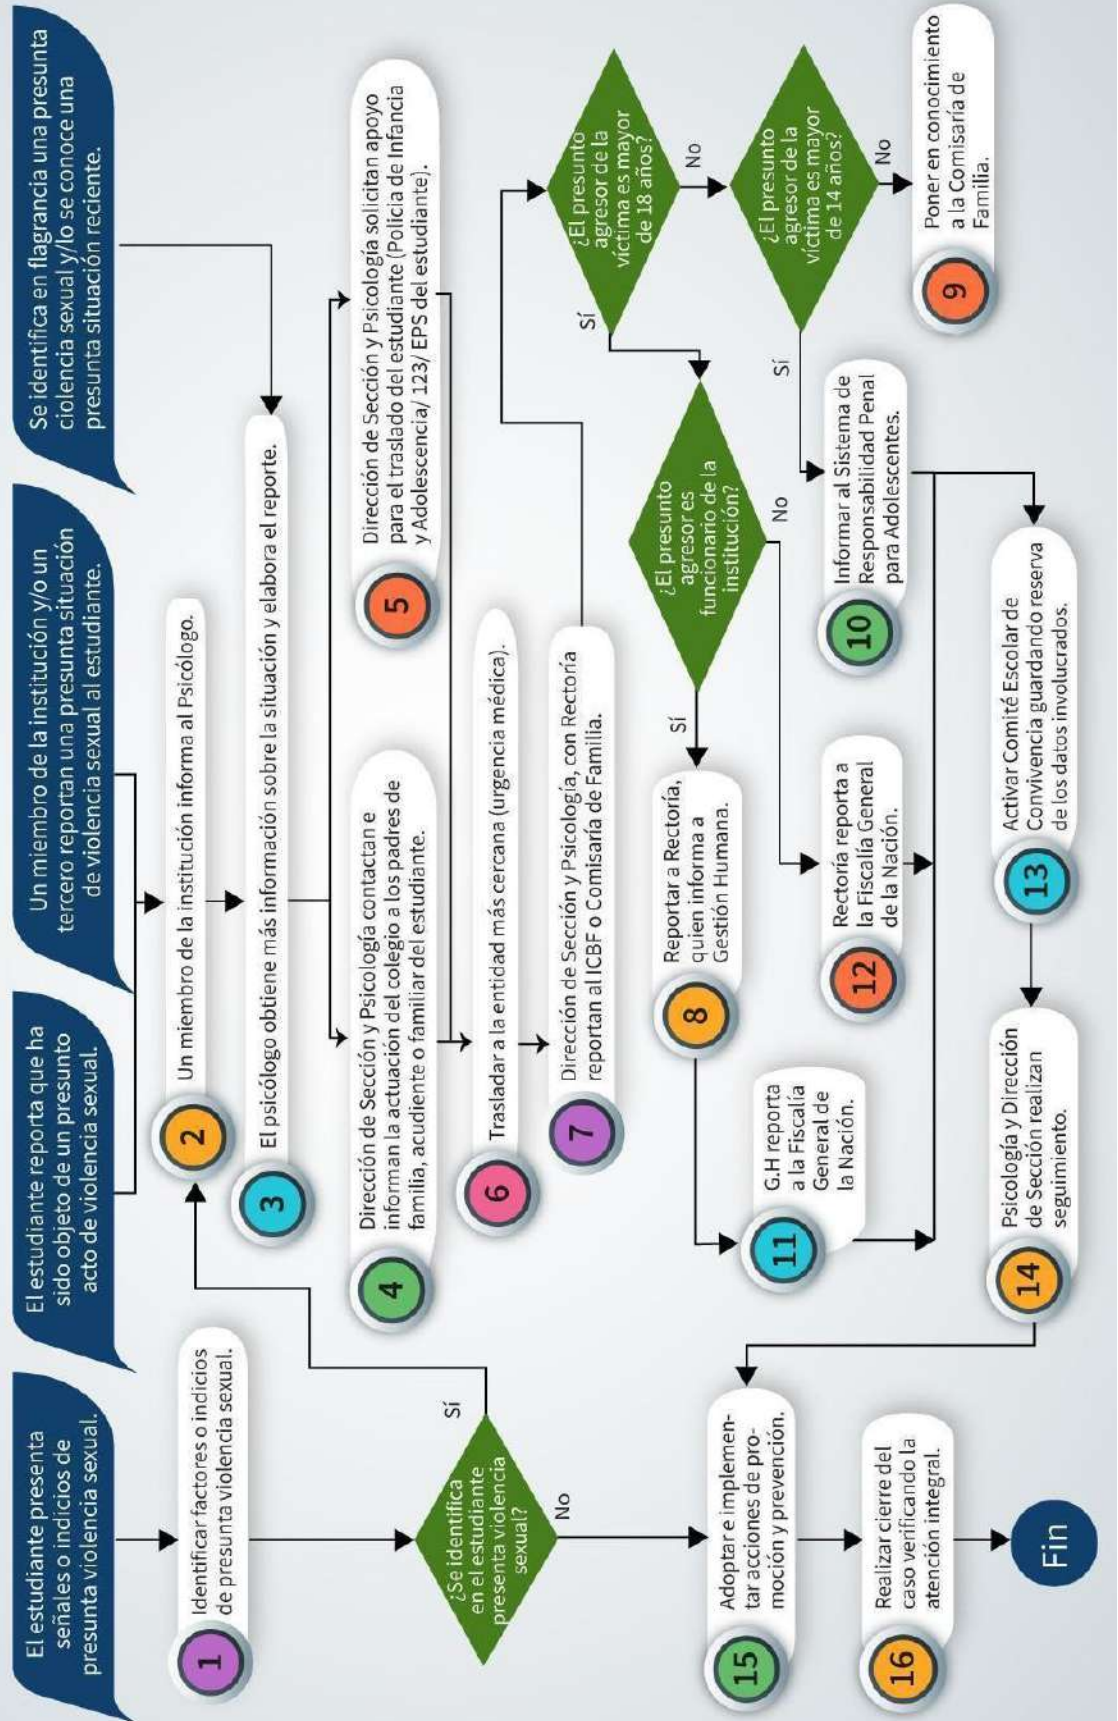 El estudiante presenta
señales o indicios de
presunta violencia sexual.
El estudiante reporta que ha
sido objeto de un presunto
acto de violencia sexual.
Un miembro de la institución y/o un
tercero reportan una presunta situación
de violencia sexual al estudiante.
Se identifica en flagrancia una presunta
ciolencia sexual y/lo se conoce una
presunta situación reciente.
1
Identificar factores o indicios
de presunta violencia sexual.
2
Un miembro de la institución informa al Psicólogo.
3
El psicólogo obtiene más información sobre la situación y elabora el reporte.
4
Dirección de Sección y Psicología contactan e
informan la actuación del colegio a los padres de
familia, acudiente o familiar del estudiante.
5
Dirección de Sección y Psicología solicitan apoyo
para el traslado del estudiante (Policía de Infancia
y Adolescencia/ 123/ EPS del estudiante).
¿Se identifica
en el estudiante
presenta violencia
sexual?
Sí
No
6
Trasladar a la entidad más cercana (urgencia médica).
7
Dirección de Sección y Psicología, con Rectoría
reportan al ICBF o Comisaría de Familia.
¿El presunto
agresor de la
víctima es mayor
de 18 años?
Sí
No
¿El presunto
agresor es
funcionario de la
institución?
Sí
No
¿El presunto
agresor de la
víctima es mayor
de 14 años?
Sí
No
8
Reportar a Rectoría,
quien informa a
Gestión Humana.
9
Poner en conocimiento
a la Comisaría de
Familia.
10
Informar al Sistema de
Responsabilidad Penal
para Adolescentes.
11
G.H reporta
a la Fiscalía
General de
la Nación.
12
Rectoría reporta a
la Fiscalía General
de la Nación.
13
Activar Comité Escolar de
Convivencia guardando reserva
de los datos involucrados.
14
Psicología y Dirección
de Sección realizan
seguimiento.
15
Adoptar e implemen-
tar acciones de pro-
moción y prevención.
16
Realizar cierre del
caso verificando la
atención integral.
Fin